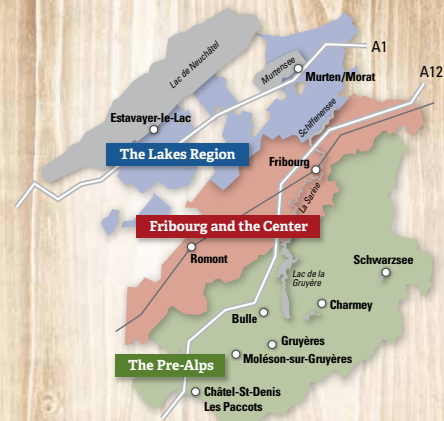 A1
Lac de Neuchâtel
Murtensee
Murten/Morat
A12
Schiffenensee
Estavayer-le-Lac
The Lakes Region
Fribourg
La Sarine
Fribourg and the Center
Romont
Schwarzsee
Lac de la
Gruyère
Charmey
Bulle
Gruyères
Moléson-sur-Gruyères
The Pre-Alps
Châtel-St-Denis
Les Paccots